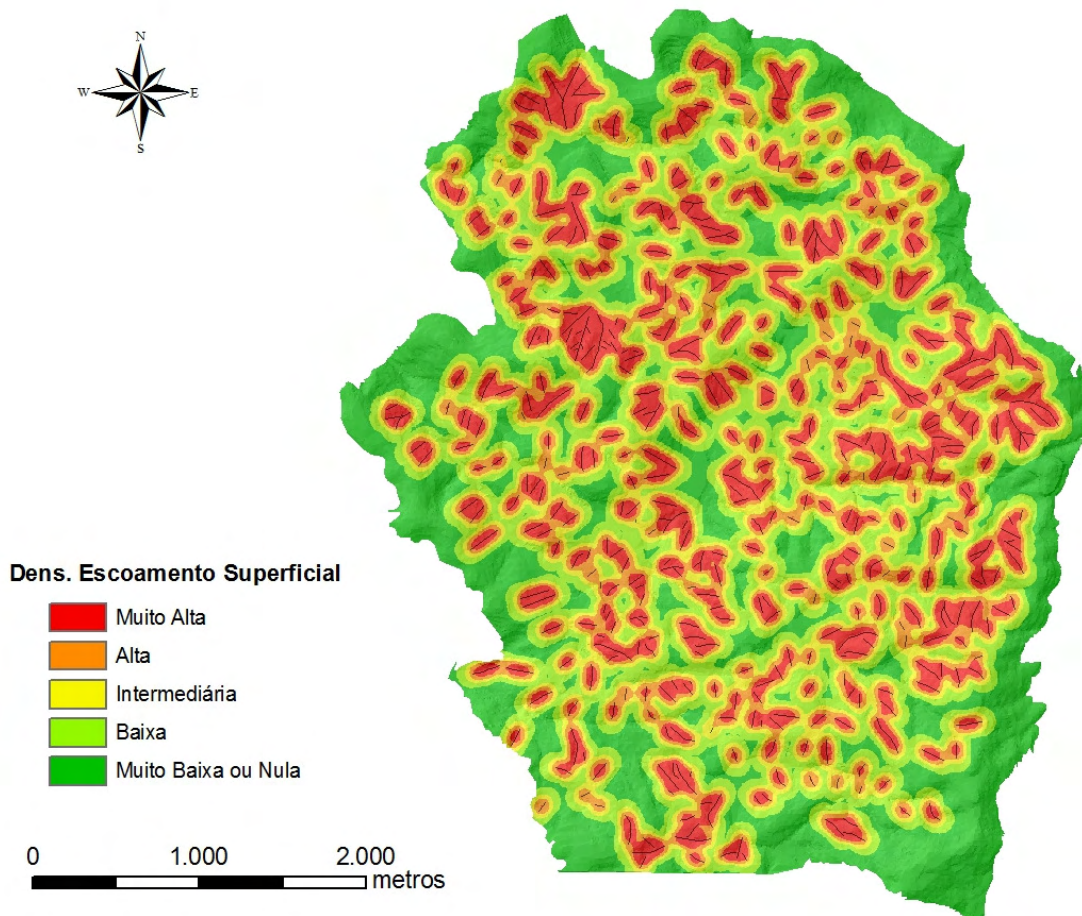 N
W E
S
Dens. Escoamento Superficial
Muito Alta
Alta
Intermediária
Baixa
Muito Baixa ou Nula
0 1.000 2.000
metros